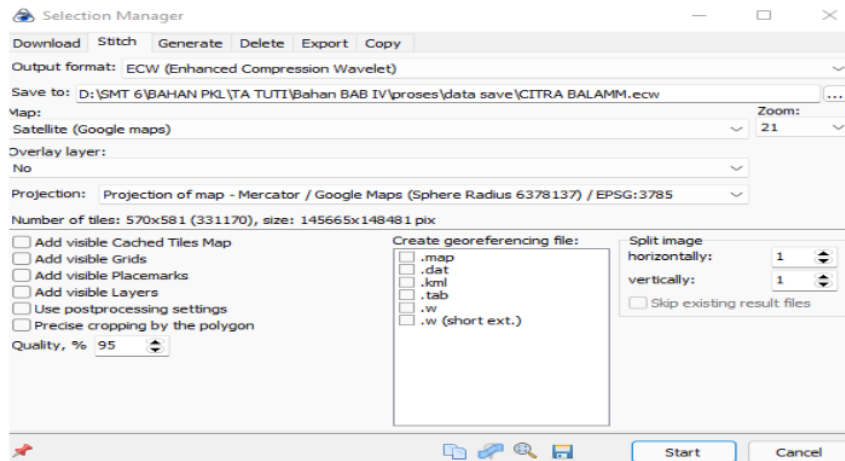 Selection Manager
Download Stitch Generate Delete Export Copy
Output format: ECW (Enhanced Compression Wavelet)
Save to: D:\SMT 6\BAHAN PKL\TA TUTI\Bahan BAB IV\proses\data save\CITRA BALAMM.ecw ...
Map: Zoom:
Satellite (Google maps) 21
Overlay layer:
No
Projection: Projection of map - Mercator / Google Maps (Sphere Radius 6378137) / EPSG:3785
Number of tiles: 570x581 (331170), size: 145665x148481 pix
Add visible Cached Tiles Map
Add visible Grids
Add visible Placemarks
Add visible Layers
Use postprocessing settings
Precise cropping by the polygon
Quality, % 95
Create georeferencing file:
.map
.dat
.kml
.tab
.w
.w (short ext.)
Split image
horizontally: 1
vertically: 1
Skip existing result files
Start Cancel